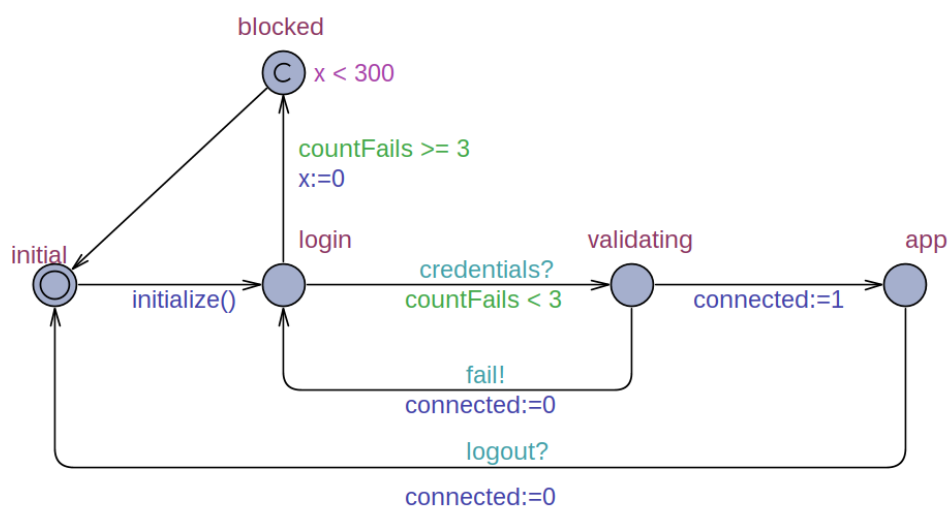 blocked
C
x < 300
countFails >= 3
x:=0
initial
login
validating
app
credentials?
initialize()
countFails < 3
connected:=1
fail!
connected:=0
logout?
connected:=0